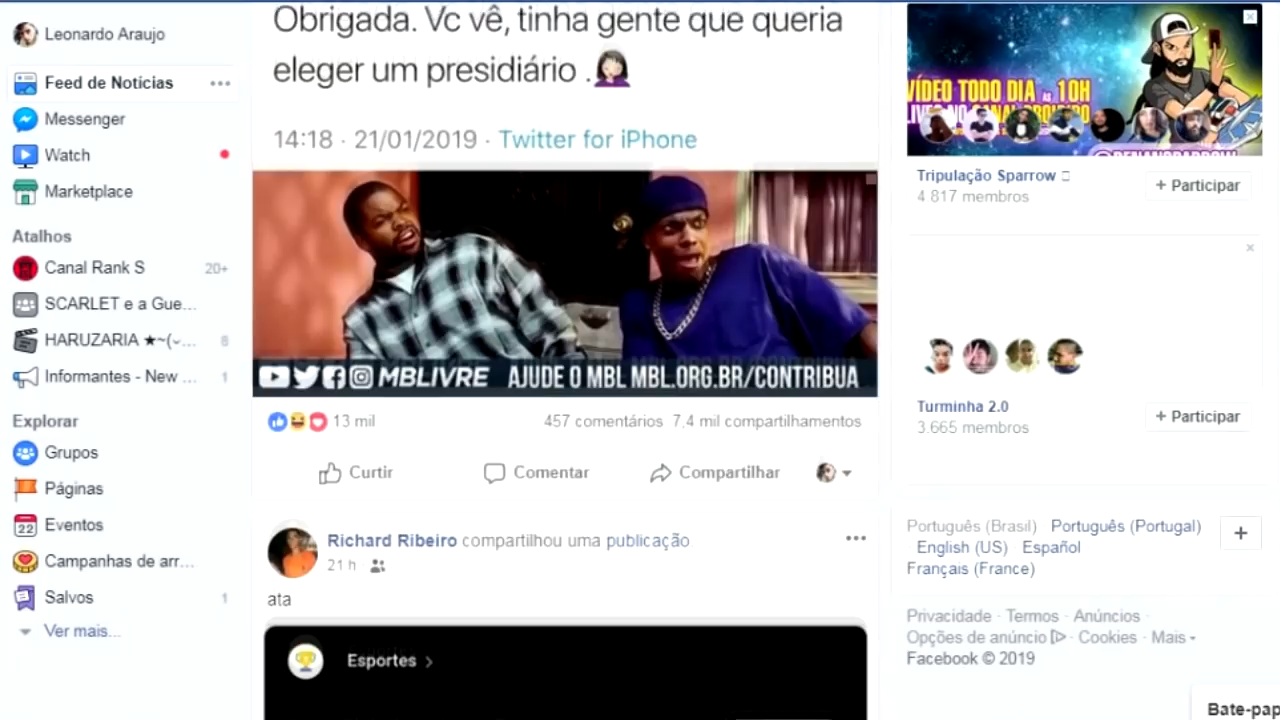 Leonardo Araujo
Feed de Notícias
Messenger
Watch
Marketplace
Atalhos
Canal Rank S 20+
SCARLET e a Gue...
HARUZARIA ★~(⌣... 8
Informantes - New ... 1
Explorar
Grupos
Páginas
22 Eventos
Campanhas de arr...
Salvos 1
Ver mais...
Obrigada. Vc vê, tinha gente que queria
eleger um presidiário .🤦🏻‍♀️
14:18 · 21/01/2019 · Twitter for iPhone
MBLIVRE AJUDE O MBL MBL.ORG.BR/CONTRIBUA
13 mil 457 comentários 7.4 mil compartilhamentos
Curtir Comentar Compartilhar
Richard Ribeiro compartilhou uma publicação.
21 h
ata
Esportes
VÍDEO TODO DIA ÀS 10H
LIVES NO CANAL
Tripulação Sparrow
4 817 membros
+ Participar
Turminha 2.0
3.665 membros
+ Participar
Português (Brasil) Português (Portugal)
English (US) Español
Français (France)
Privacidade · Termos · Anúncios ·
Opções de anúncio · Cookies · Mais
Facebook © 2019
Bate-pap